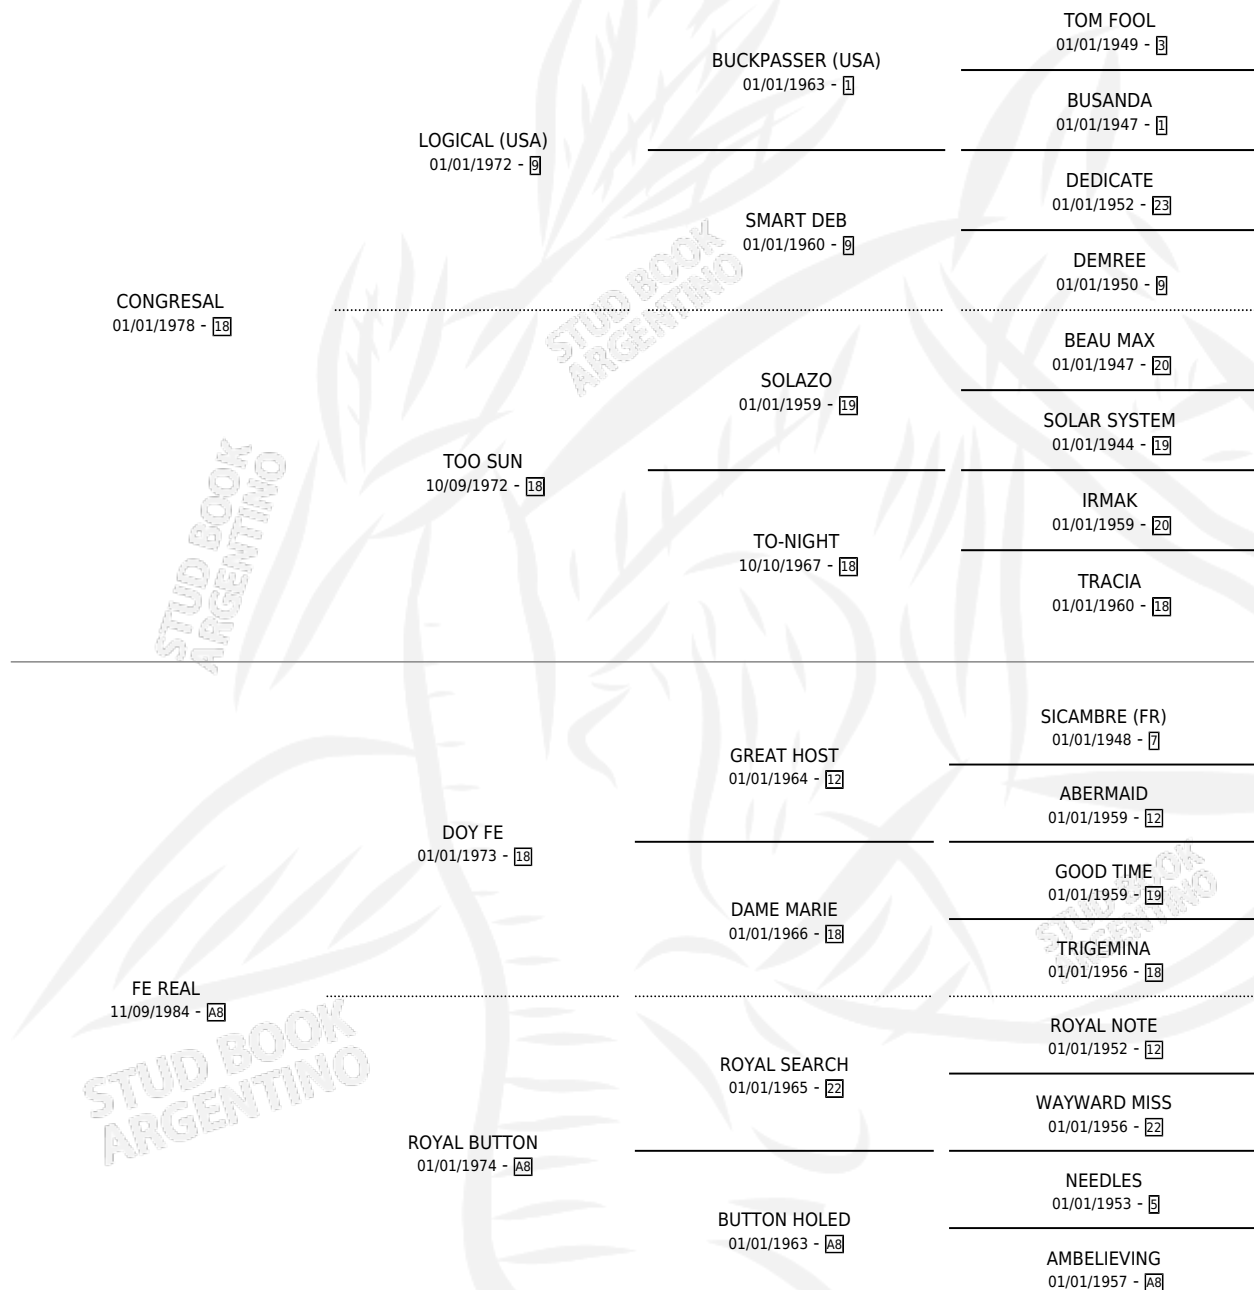 TOM FOOL
01/01/1949 - 3
BUCKPASSER (USA)
01/01/1963 - 1
BUSANDA
01/01/1947 - 1
LOGICAL (USA)
01/01/1972 - 9
DEDICATE
01/01/1952 - 23
SMART DEB
01/01/1960 - 9
DEMREE
01/01/1950 - 9
CONGRESAL
01/01/1978 - 18
BEAU MAX
01/01/1947 - 20
SOLAZO
01/01/1959 - 19
SOLAR SYSTEM
01/01/1944 - 19
TOO SUN
10/09/1972 - 18
IRMAK
01/01/1959 - 20
TO-NIGHT
10/10/1967 - 18
TRACIA
01/01/1960 - 18
SICAMBRE (FR)
01/01/1948 - 7
GREAT HOST
01/01/1964 - 12
ABERMAID
01/01/1959 - 12
DOY FE
01/01/1973 - 18
GOOD TIME
01/01/1959 - 19
DAME MARIE
01/01/1966 - 18
TRIGEMINA
01/01/1956 - 18
FE REAL
11/09/1984 - A8
ROYAL NOTE
01/01/1952 - 12
ROYAL SEARCH
01/01/1965 - 22
WAYWARD MISS
01/01/1956 - 22
ROYAL BUTTON
01/01/1974 - A8
NEEDLES
01/01/1953 - 5
BUTTON HOLED
01/01/1963 - A8
AMBELIEVING
01/01/1957 - A8
STUD BOOK
ARGENTINO
STUD BOOK
ARGENTINO
STUD BOOK
ARGENTINO
STUD BOOK
ARGENTINO